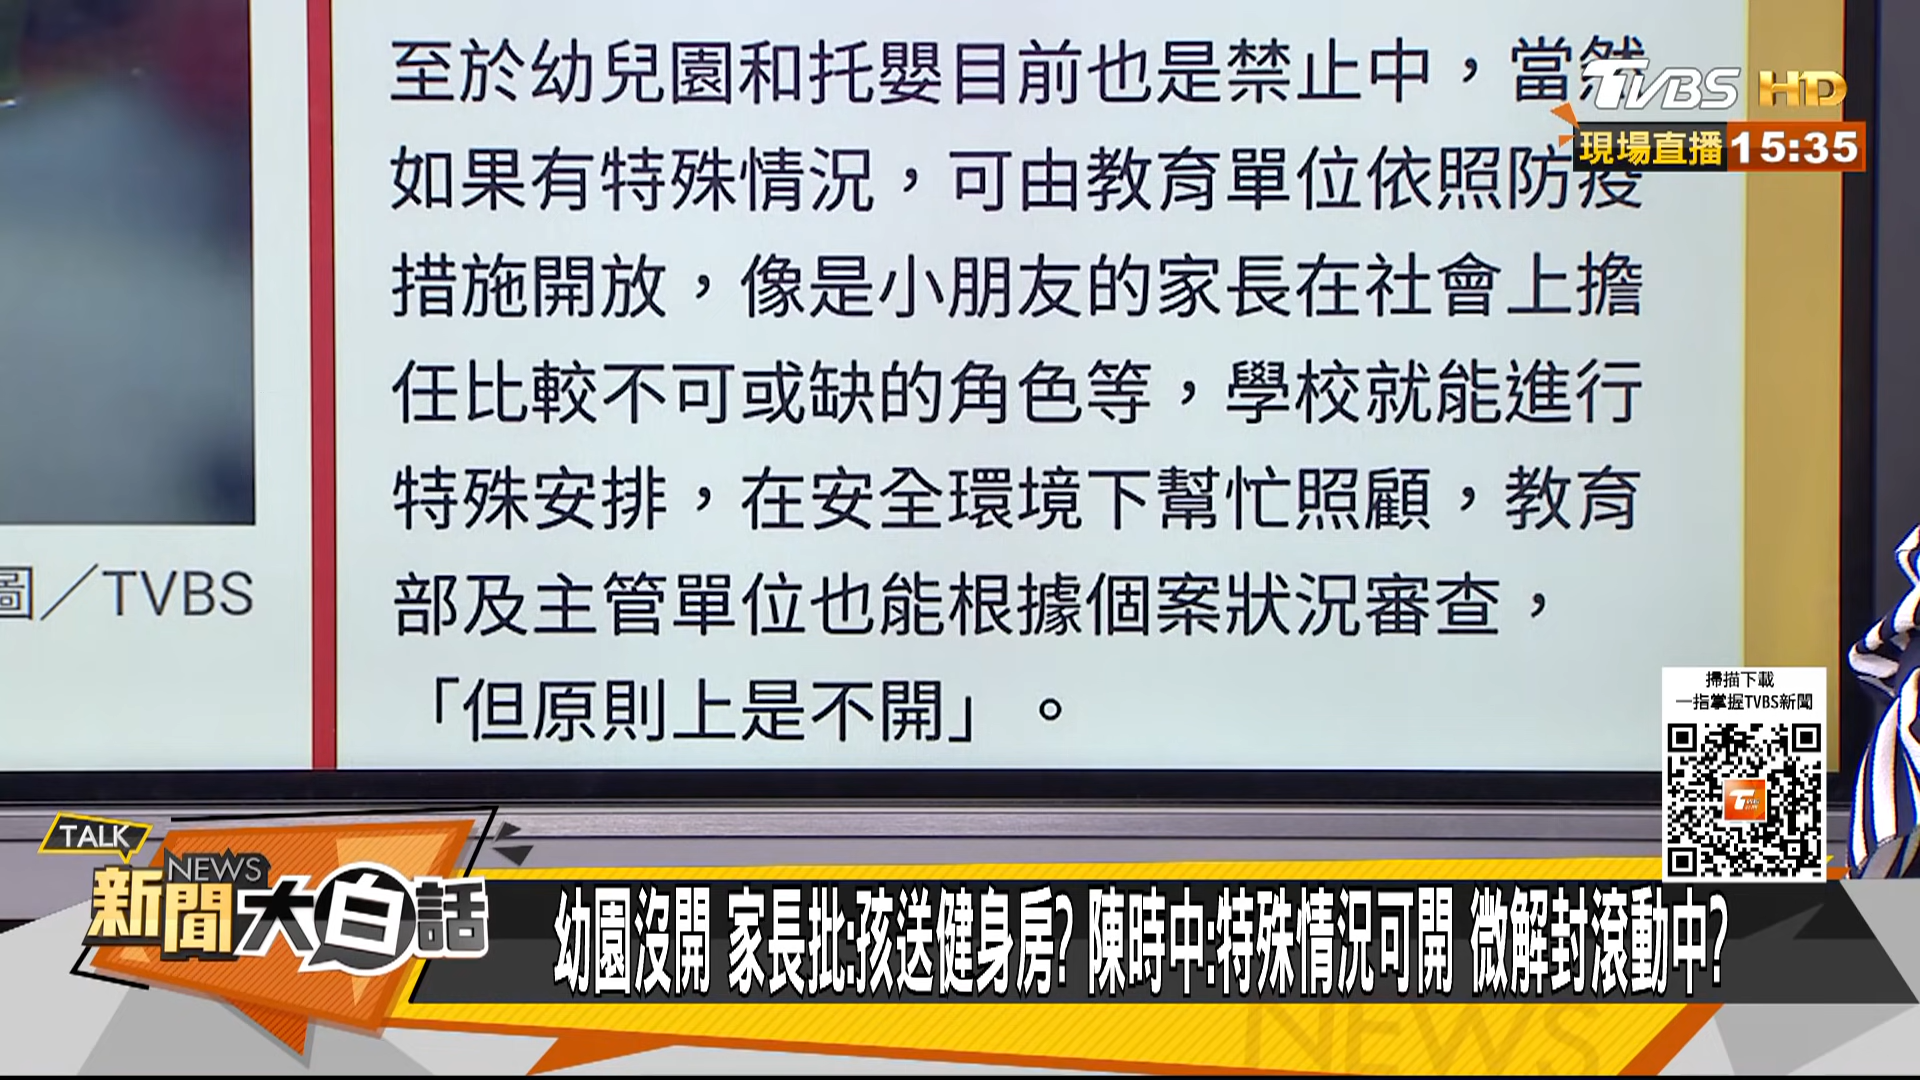 至於幼兒園和托嬰目前也是禁止中，當然
如果有特殊情況，可由教育單位依照防疫
措施開放，像是小朋友的家長在社會上擔
任比較不可或缺的角色等，學校就能進行
特殊安排，在安全環境下幫忙照顧，教育
部及主管單位也能根據個案狀況審查，
「但原則上是不開」。
圖／TVBS
TVBS HD
現場直播 15:35
掃描下載
一指掌握TVBS新聞
TALK
NEWS
新聞大白話
幼園沒開 家長批:孩送健身房? 陳時中:特殊情況可開 微解封滾動中?
NEWS